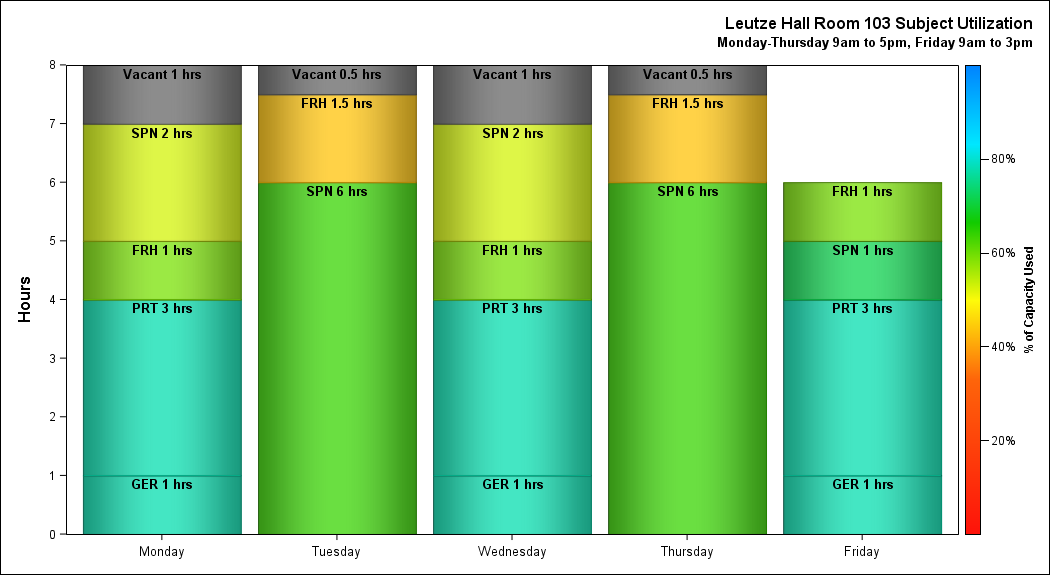 Leutze Hall Room 103 Subject Utilization
Monday-Thursday 9am to 5pm, Friday 9am to 3pm
Hours
8
7
6
5
4
3
2
1
0
Vacant 1 hrs
SPN 2 hrs
FRH 1 hrs
PRT 3 hrs
GER 1 hrs
Monday
Vacant 0.5 hrs
FRH 1.5 hrs
SPN 6 hrs
Tuesday
Vacant 1 hrs
SPN 2 hrs
FRH 1 hrs
PRT 3 hrs
GER 1 hrs
Wednesday
Vacant 0.5 hrs
FRH 1.5 hrs
SPN 6 hrs
Thursday
FRH 1 hrs
SPN 1 hrs
PRT 3 hrs
GER 1 hrs
Friday
80%
60%
40%
20%
% of Capacity Used